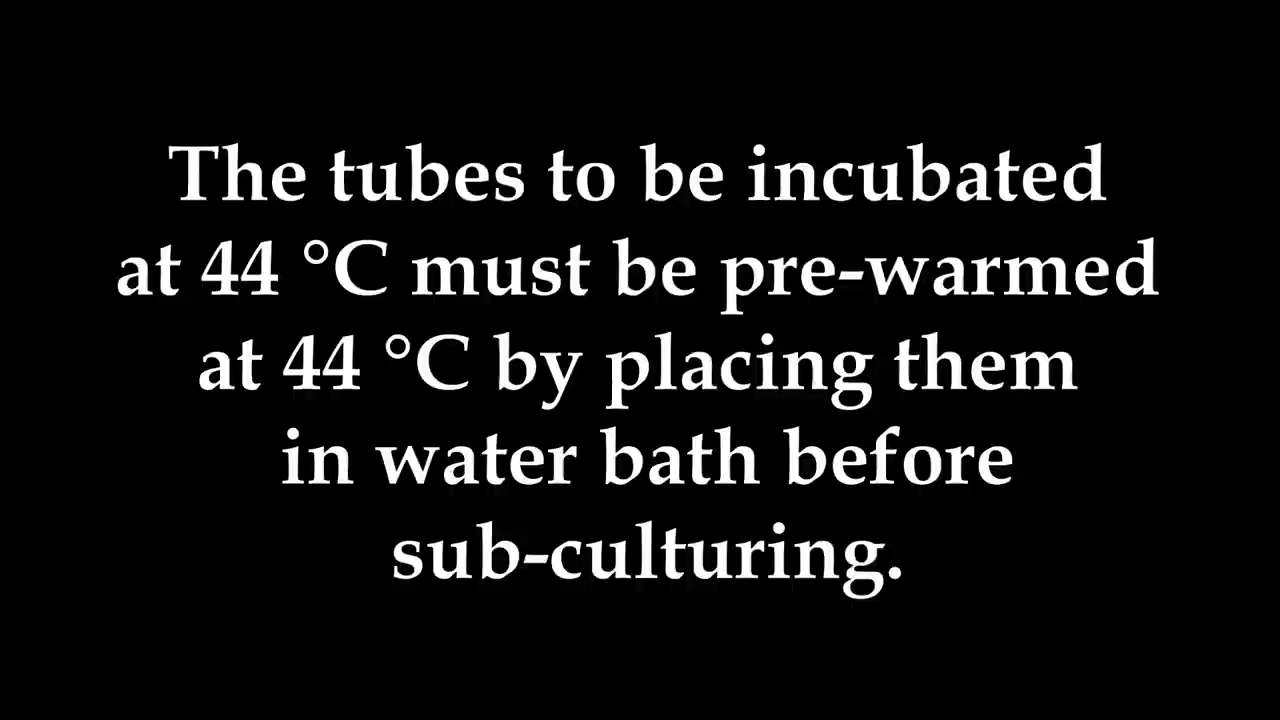 The tubes to be incubated
at 44 °C must be pre-warmed
at 44 °C by placing them
in water bath before
sub-culturing.